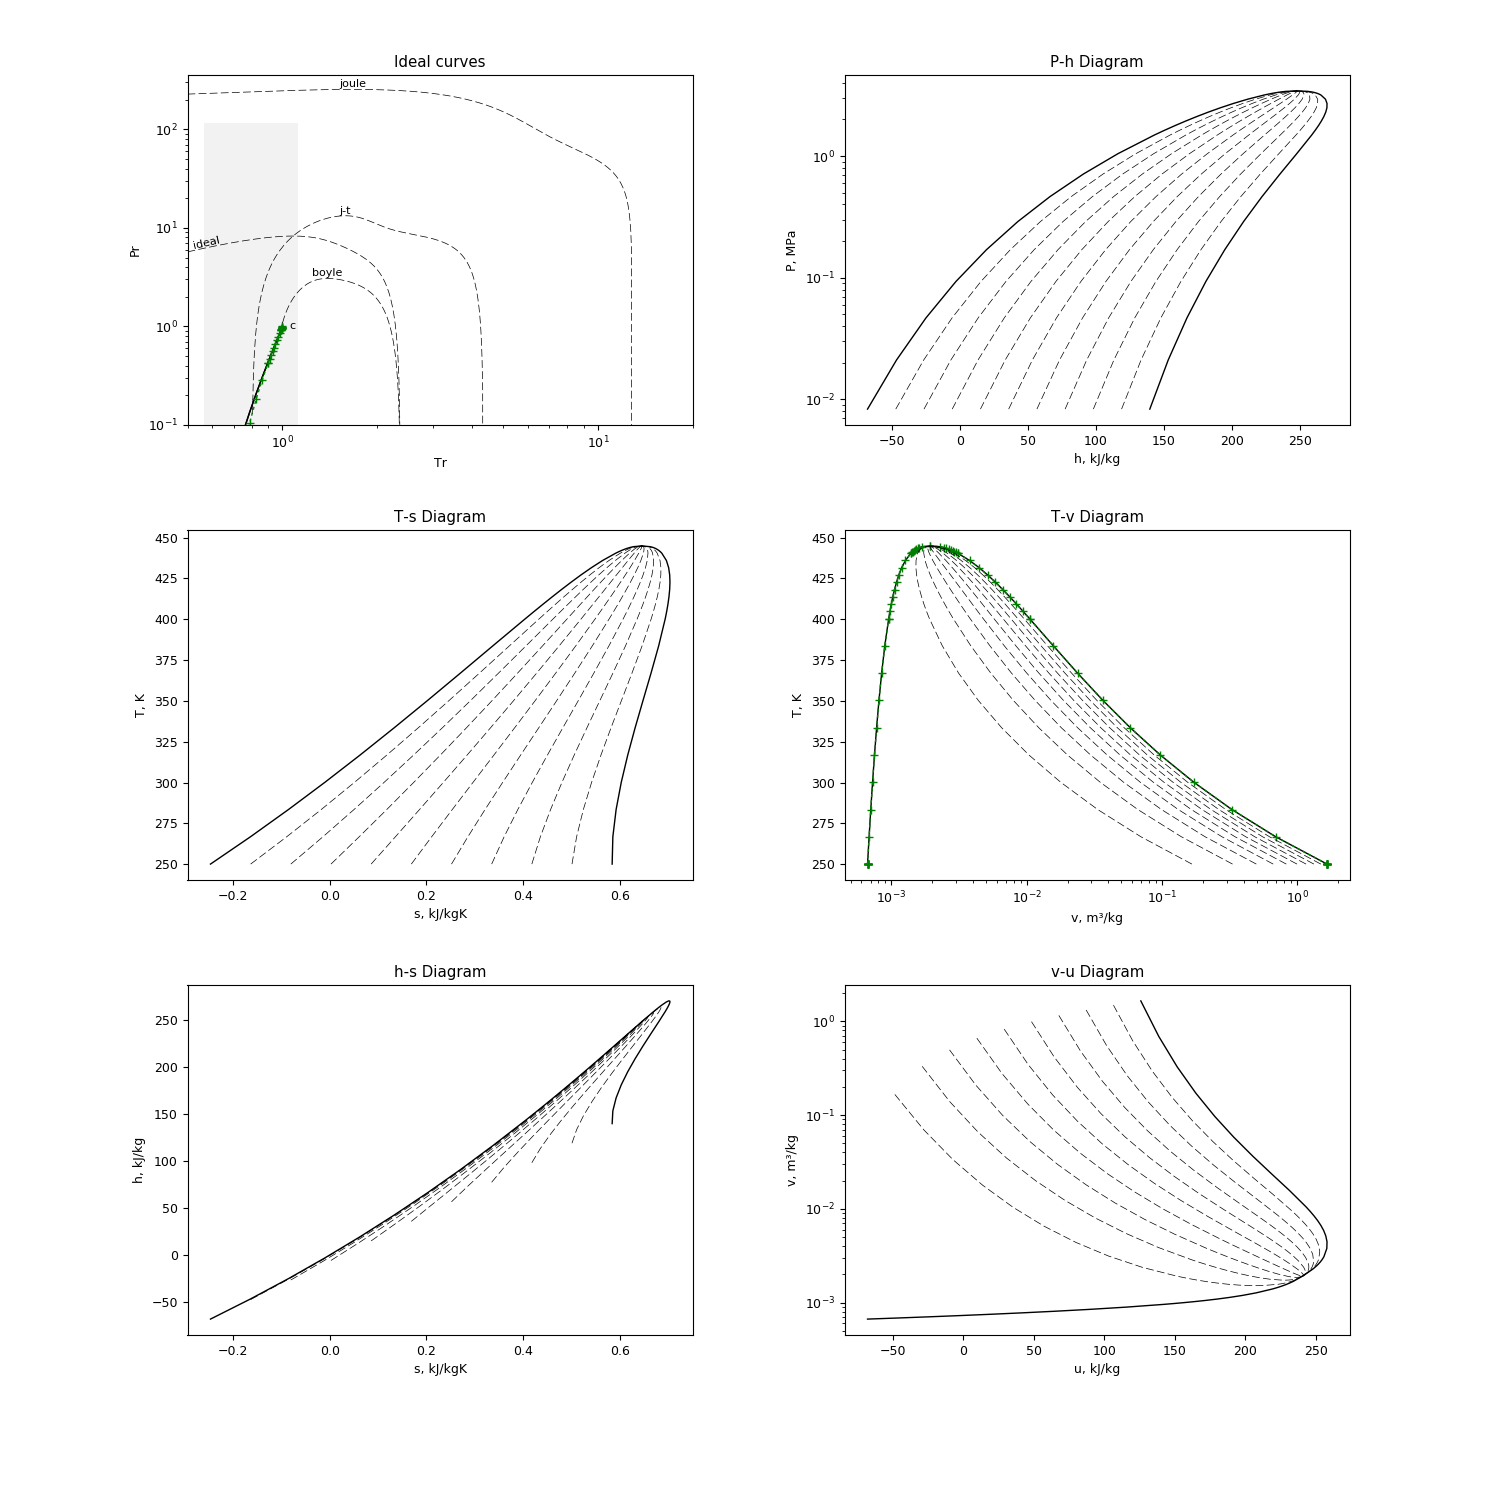 Ideal curves
joule
j-t
ideal
boyle
c
10²
10¹
10⁰
10⁻¹
Pr
10⁰ 10¹
Tr
P-h Diagram
10⁰
10⁻¹
10⁻²
P, MPa
−50 0 50 100 150 200 250
h, kJ/kg
T-s Diagram
450
425
400
375
350
325
300
275
250
T, K
−0.2 0.0 0.2 0.4 0.6
s, kJ/kgK
T-v Diagram
450
425
400
375
350
325
300
275
250
T, K
10⁻³ 10⁻² 10⁻¹ 10⁰
v, m³/kg
h-s Diagram
250
200
150
100
50
0
−50
h, kJ/kg
−0.2 0.0 0.2 0.4 0.6
s, kJ/kgK
v-u Diagram
10⁰
10⁻¹
10⁻²
10⁻³
v, m³/kg
−50 0 50 100 150 200 250
u, kJ/kg